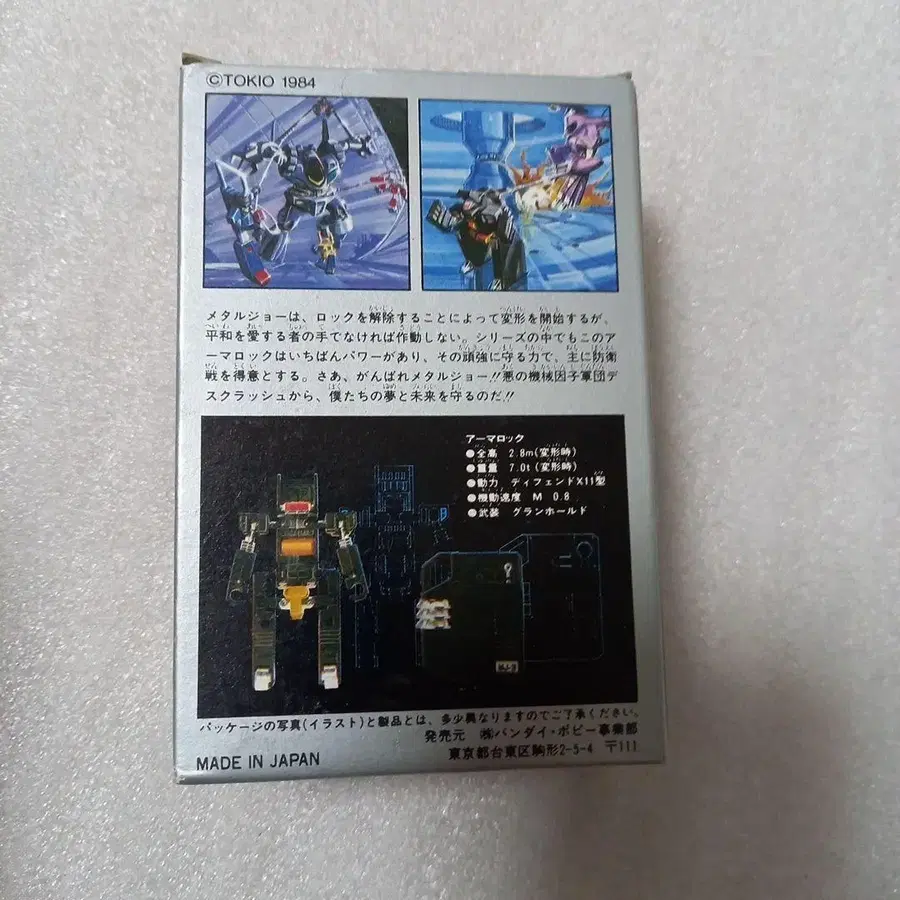 ©TOKIO 1984
メタルジョーは、ロックを解除することによって変形を開始するが、
平和を愛する者の手でなければ作動しない。シリーズの中でもこのア
ーマロックはいちばんパワーがあり、その頑強に守る力で、主に防衛
戦を得意とする。さあ、がんばれメタルジョー!!悪の機械因子軍団デ
スクラッシュから、僕たちの夢と未来を守るのだ!!
アーマロック
●全高 2.8m(変形時)
●重量 7.0t(変形時)
●動力 ディフェンドX11型
●機動速度 M 0.8
●武装 グランホールド
パッケージの写真(イラスト)と製品とは、多少異なりますのでご了承ください。
発売元 ㈱バンダイ・ポピー事業部
東京都台東区駒形2-5-4 〒111
MADE IN JAPAN